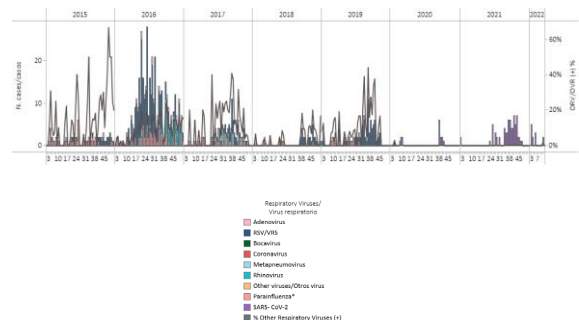 2015 2016 2017 2018 2019 2020 2021 2022
N. cases/casos
20
10
0
60%
40%
20%
0%
DRV/OVR (+) %
3 10 17 24 31 38 45 3 10 17 24 31 38 45 3 10 17 24 31 38 45 3 10 17 24 31 38 45 3 10 17 24 31 38 45 3 10 17 24 31 38 45 3 10 17 24 31 38 45 3 7
Respiratory Viruses/
Virus respiratorio
Adenovirus
RSV/VRS
Bocavirus
Coronavirus
Metapneumovirus
Rhinovirus
Other viruses/Otros virus
Parainfluenza*
SARS- CoV-2
% Other Respiratory Viruses (+)